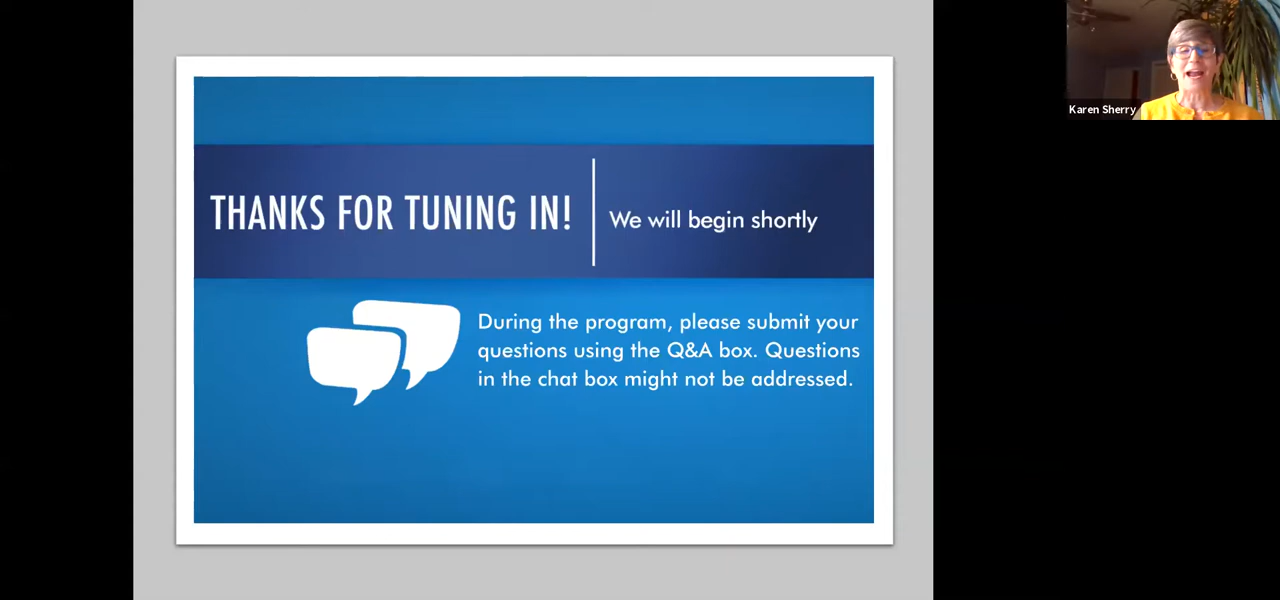 THANKS FOR TUNING IN!
We will begin shortly
During the program, please submit your
questions using the Q&A box. Questions
in the chat box might not be addressed.
Karen Sherry